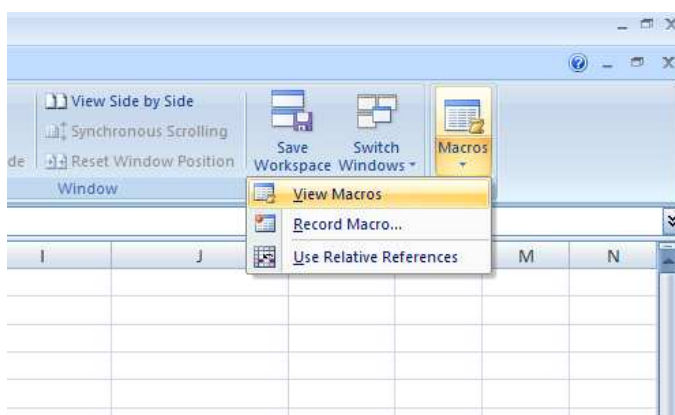 View Side by Side
Synchronous Scrolling
de Reset Window Position
Save Workspace
Switch Windows
Macros
Window
View Macros
Record Macro...
Use Relative References
I J M N